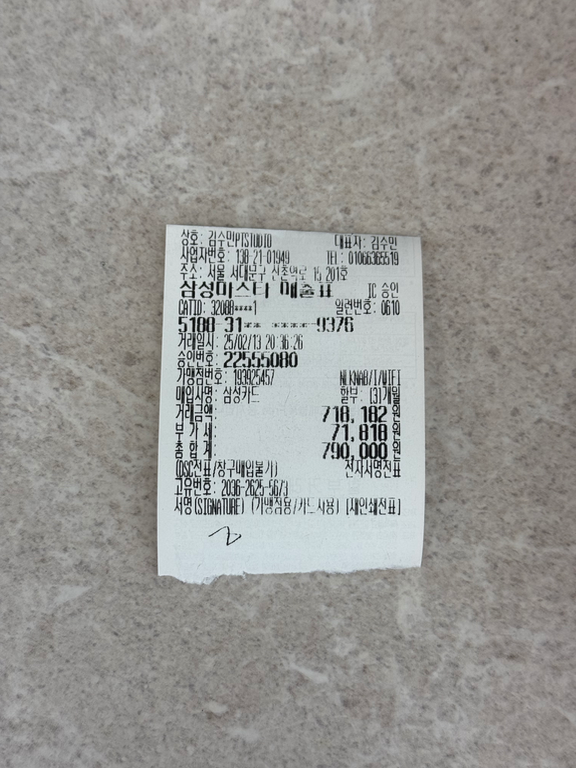 상호: 김수민PTSTUDIO 대표자: 김수민
사업자번호: 138-21-01949 TEL: 01066365519
주소: 서울 서대문구 신촌역로 15 201호
삼성마스타 매출표 IC 승인
CATID: 32088****1 일련번호: 0610
5188-31**-****-9376
거래일시: 25/02/13 20:36:26
승인번호: 22555080
가맹점번호: 193925457 NLKNAB/I/WIFI
매입사명: 삼성카드 할부: [3]개월
거래금액: 718,182 원
부 가 세: 71,818 원
총 합 계: 790,000 원
(DSC전표/창구매입불가) 전자서명전표
고유번호: 2036-2625-5673
서명(SIGNATURE) (가맹점용/카드사용) [재인쇄전표]